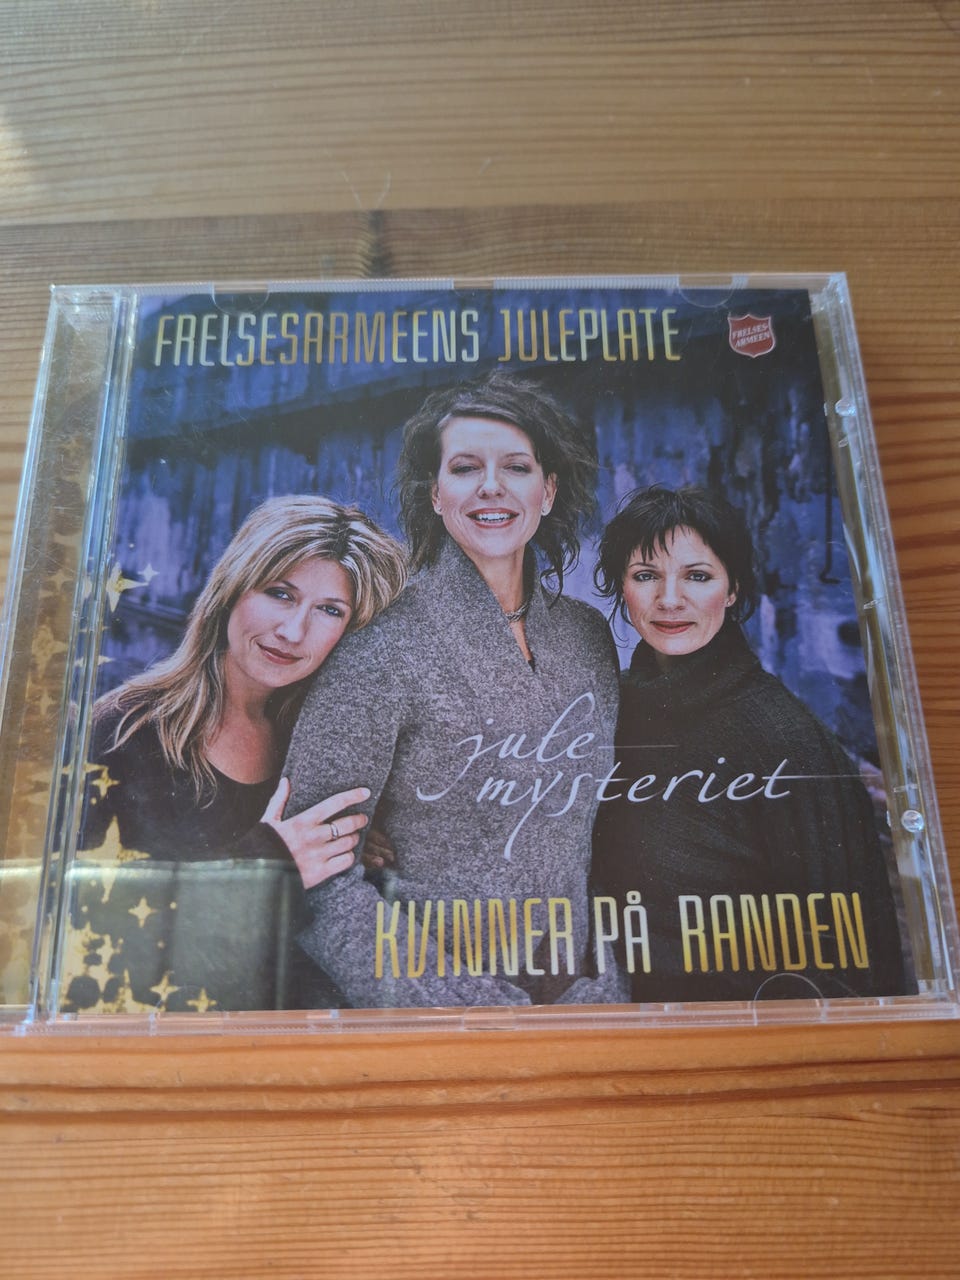 FRELSESARMEENS JULEPLATE
FRELSES-
ARMEEN
jule
mysteriet
KVINNER PÅ RANDEN